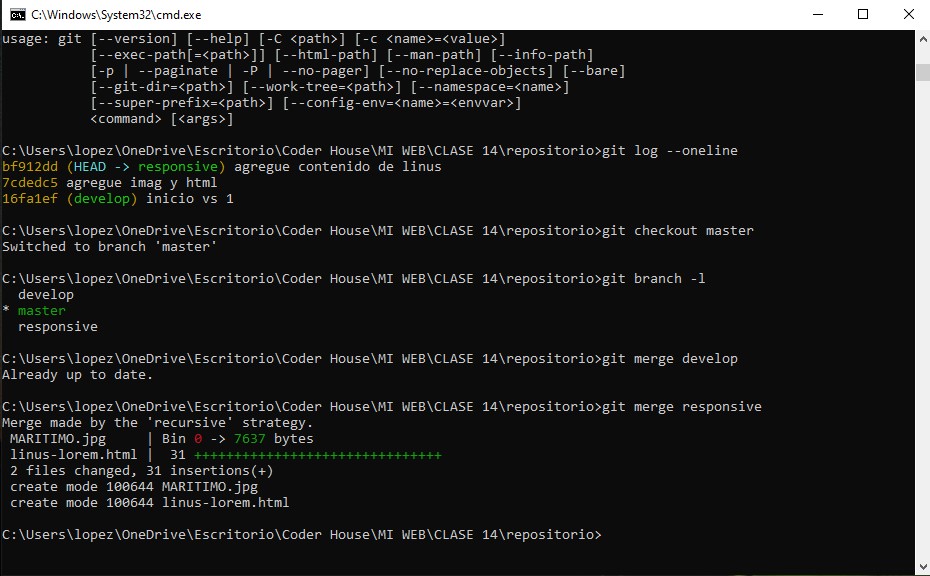 C:\Windows\System32\cmd.exe
usage: git [--version] [--help] [-C <path>] [-c <name>=<value>]
           [--exec-path[=<path>]] [--html-path] [--man-path] [--info-path]
           [-p | --paginate | -P | --no-pager] [--no-replace-objects] [--bare]
           [--git-dir=<path>] [--work-tree=<path>] [--namespace=<name>]
           [--super-prefix=<path>] [--config-env=<name>=<envvar>]
           <command> [<args>]
C:\Users\lopez\OneDrive\Escritorio\Coder House\MI WEB\CLASE 14\repositorio>git log --oneline
bf912dd (HEAD -> responsive) agregue contenido de linus
7cdedc5 agregue imag y html
16fa1ef (develop) inicio vs 1
C:\Users\lopez\OneDrive\Escritorio\Coder House\MI WEB\CLASE 14\repositorio>git checkout master
Switched to branch 'master'
C:\Users\lopez\OneDrive\Escritorio\Coder House\MI WEB\CLASE 14\repositorio>git branch -l
  develop
* master
  responsive
C:\Users\lopez\OneDrive\Escritorio\Coder House\MI WEB\CLASE 14\repositorio>git merge develop
Already up to date.
C:\Users\lopez\OneDrive\Escritorio\Coder House\MI WEB\CLASE 14\repositorio>git merge responsive
Merge made by the 'recursive' strategy.
 MARITIMO.jpg     | Bin 0 -> 7637 bytes
 linus-lorem.html |  31 +++++++++++++++++++++++++++++++
 2 files changed, 31 insertions(+)
 create mode 100644 MARITIMO.jpg
 create mode 100644 linus-lorem.html
C:\Users\lopez\OneDrive\Escritorio\Coder House\MI WEB\CLASE 14\repositorio>